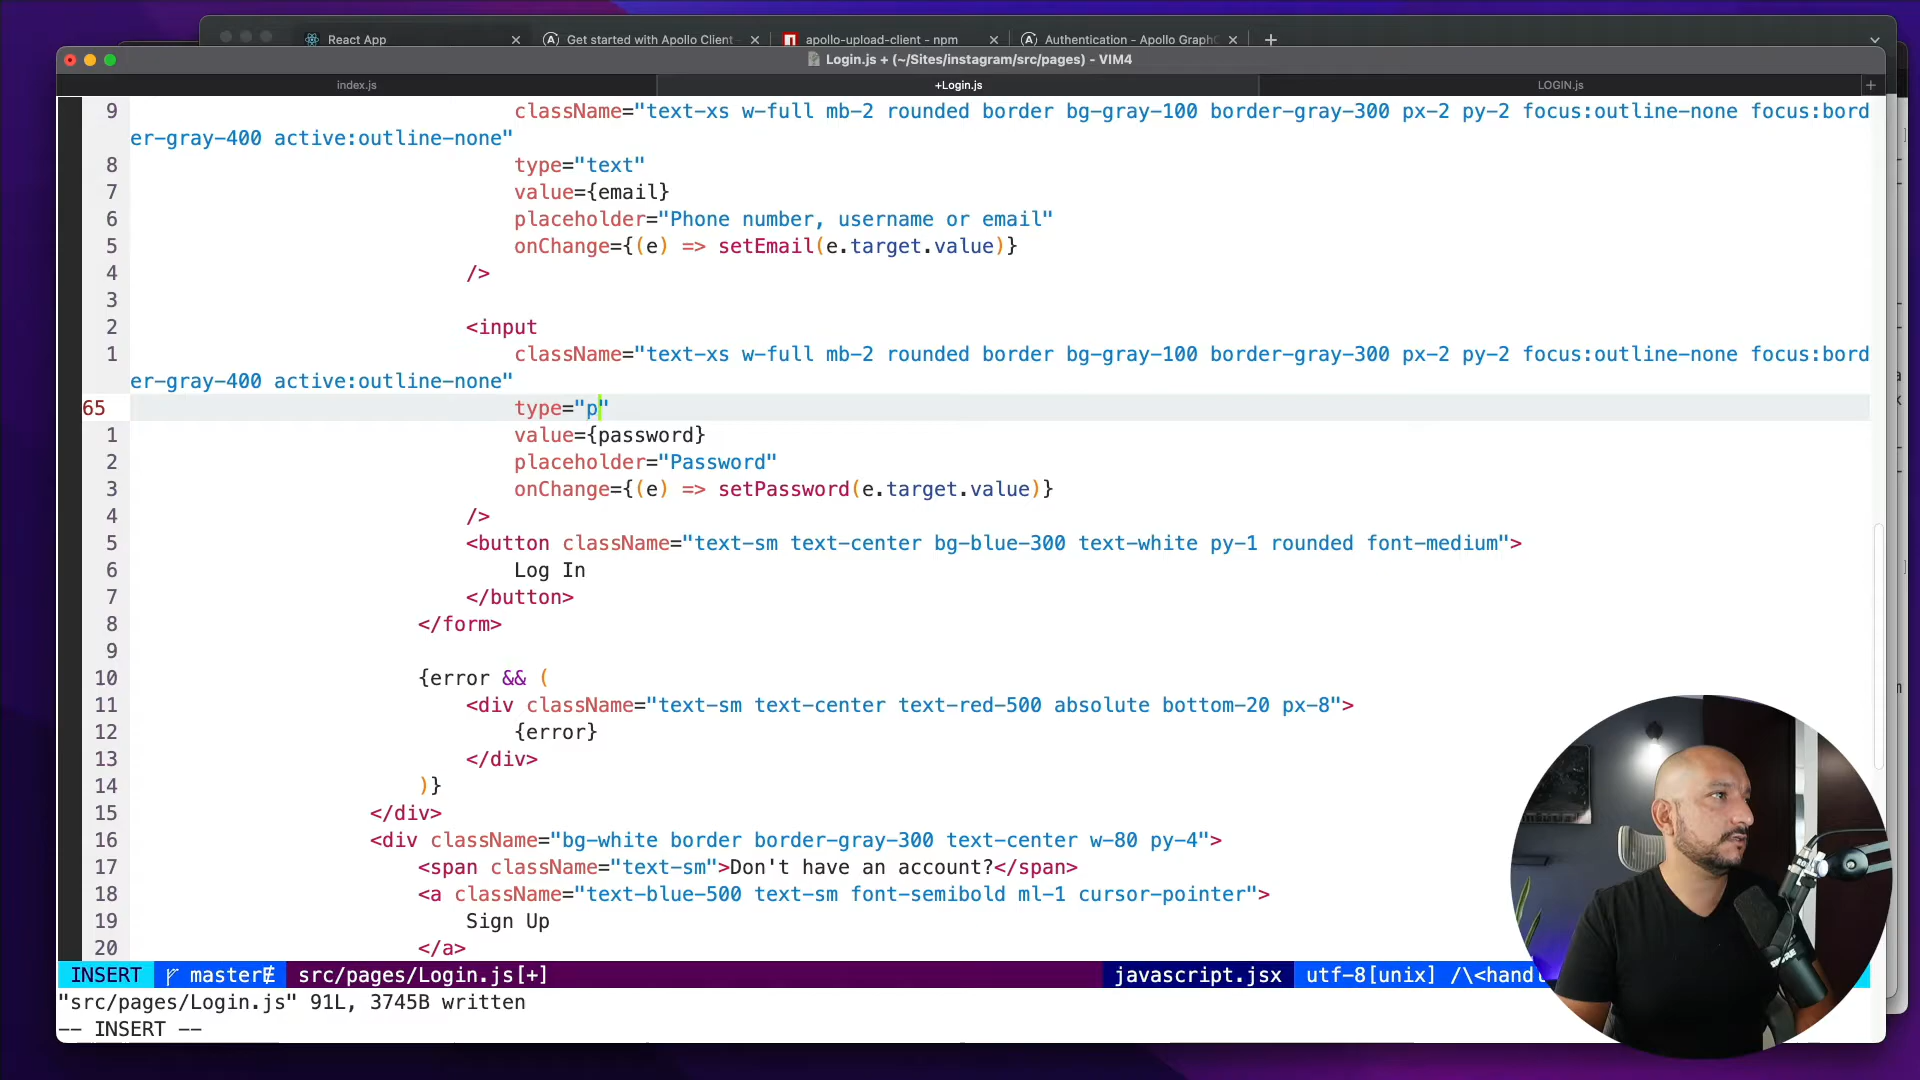 React App
Get started with Apollo Client -
apollo-upload-client - npm
Authentication - Apollo Graph
Login.js + (~/Sites/instagram/src/pages) - VIM4
index.js
+Login.js
LOGIN.js
9 className="text-xs w-full mb-2 rounded border bg-gray-100 border-gray-300 px-2 py-2 focus:outline-none focus:bord
er-gray-400 active:outline-none"
8 type="text"
7 value={email}
6 placeholder="Phone number, username or email"
5 onChange={(e) => setEmail(e.target.value)}
4 />
3
2 <input
1 className="text-xs w-full mb-2 rounded border bg-gray-100 border-gray-300 px-2 py-2 focus:outline-none focus:bord
er-gray-400 active:outline-none"
65 type="p"
1 value={password}
2 placeholder="Password"
3 onChange={(e) => setPassword(e.target.value)}
4 />
5 <button className="text-sm text-center bg-blue-300 text-white py-1 rounded font-medium">
6 Log In
7 </button>
8 </form>
9
10 {error && (
11 <div className="text-sm text-center text-red-500 absolute bottom-20 px-8">
12 {error}
13 </div>
14 )}
15 </div>
16 <div className="bg-white border border-gray-300 text-center w-80 py-4">
17 <span className="text-sm">Don't have an account?</span>
18 <a className="text-blue-500 text-sm font-semibold ml-1 cursor-pointer">
19 Sign Up
20 </a>
INSERT master src/pages/Login.js[+] javascript.jsx utf-8[unix] /\<handl
"src/pages/Login.js" 91L, 3745B written
-- INSERT --